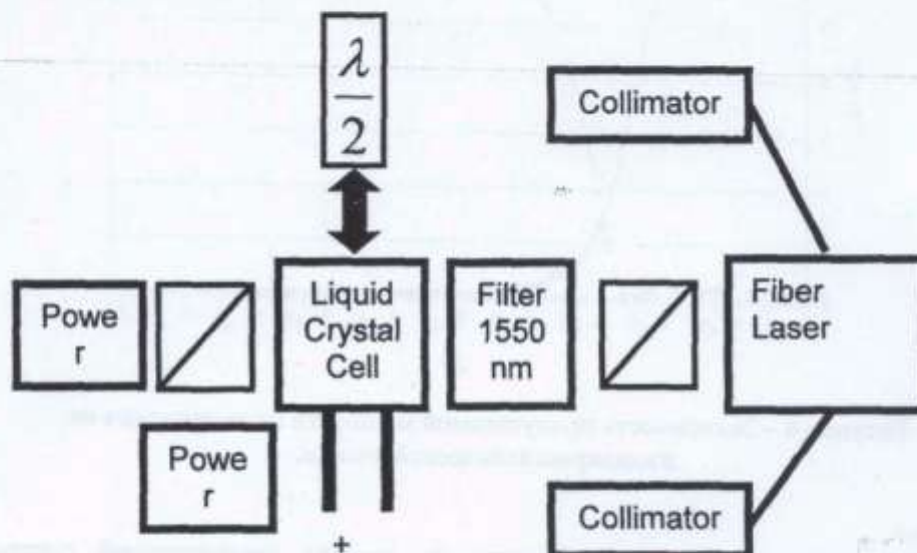 λ
2
Collimator
Powe
r
Liquid
Crystal
Cell
Filter
1550
nm
Fiber
Laser
Powe
r
Collimator
+